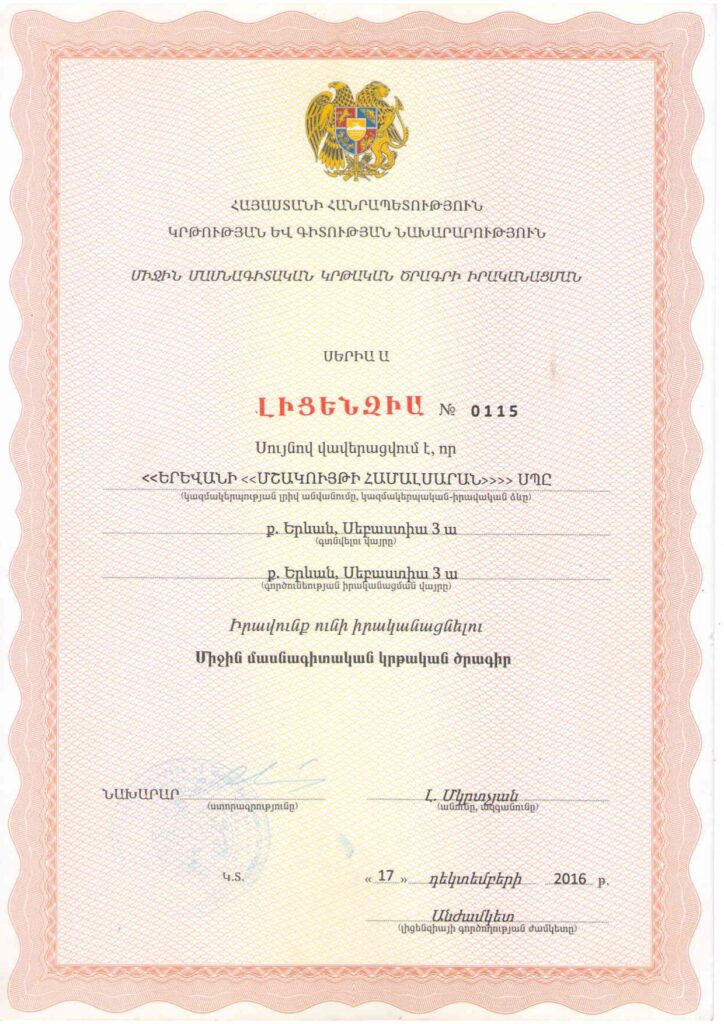 ՀԱՅԱՍՏԱՆԻ ՀԱՆՐԱՊԵՏՈՒԹՅՈՒՆ
ԿՐԹՈՒԹՅԱՆ ԵՎ ԳԻՏՈՒԹՅԱՆ ՆԱԽԱՐԱՐՈՒԹՅՈՒՆ
ՄԻՋԻՆ ՄԱՍՆԱԳԻՏԱԿԱՆ ԿՐԹԱԿԱՆ ԾՐԱԳՐԻ ԻՐԱԿԱՆԱՑՄԱՆ
ՍԵՐԻԱ Ա
ԼԻՑԵՆԶԻԱ № 0115
Սույնով վավերացվում է, որ
<<ԵՐԵՎԱՆԻ <<ՄՇԱԿՈՒՅԹԻ ՀԱՄԱԼՍԱՐԱՆ>>>> ՍՊԸ
(կազմակերպության լրիվ անվանումը, կազմակերպական-իրավական ձևը)
ք. Երևան, Սեբաստիա 3 ա
(գտնվելու վայրը)
ք. Երևան, Սեբաստիա 3 ա
(գործունեության իրականացման վայրը)
Իրավունք ունի իրականացնելու
Միջին մասնագիտական կրթական ծրագիր
ՆԱԽԱՐԱՐ Լ. Մկրտչյան
(ստորագրությունը) (անունը, ազգանունը)
Կ.Տ. « 17 » դեկտեմբերի 2016 թ.
Անժամկետ
(լիցենզիայի գործողության ժամկետը)